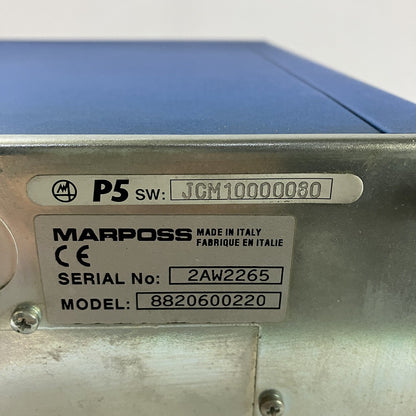 P5 SW: JCM10000080
MARPOSS MADE IN ITALY
FABRIQUE EN ITALIE
CE
SERIAL No: 2AW2265
MODEL: 8820600220